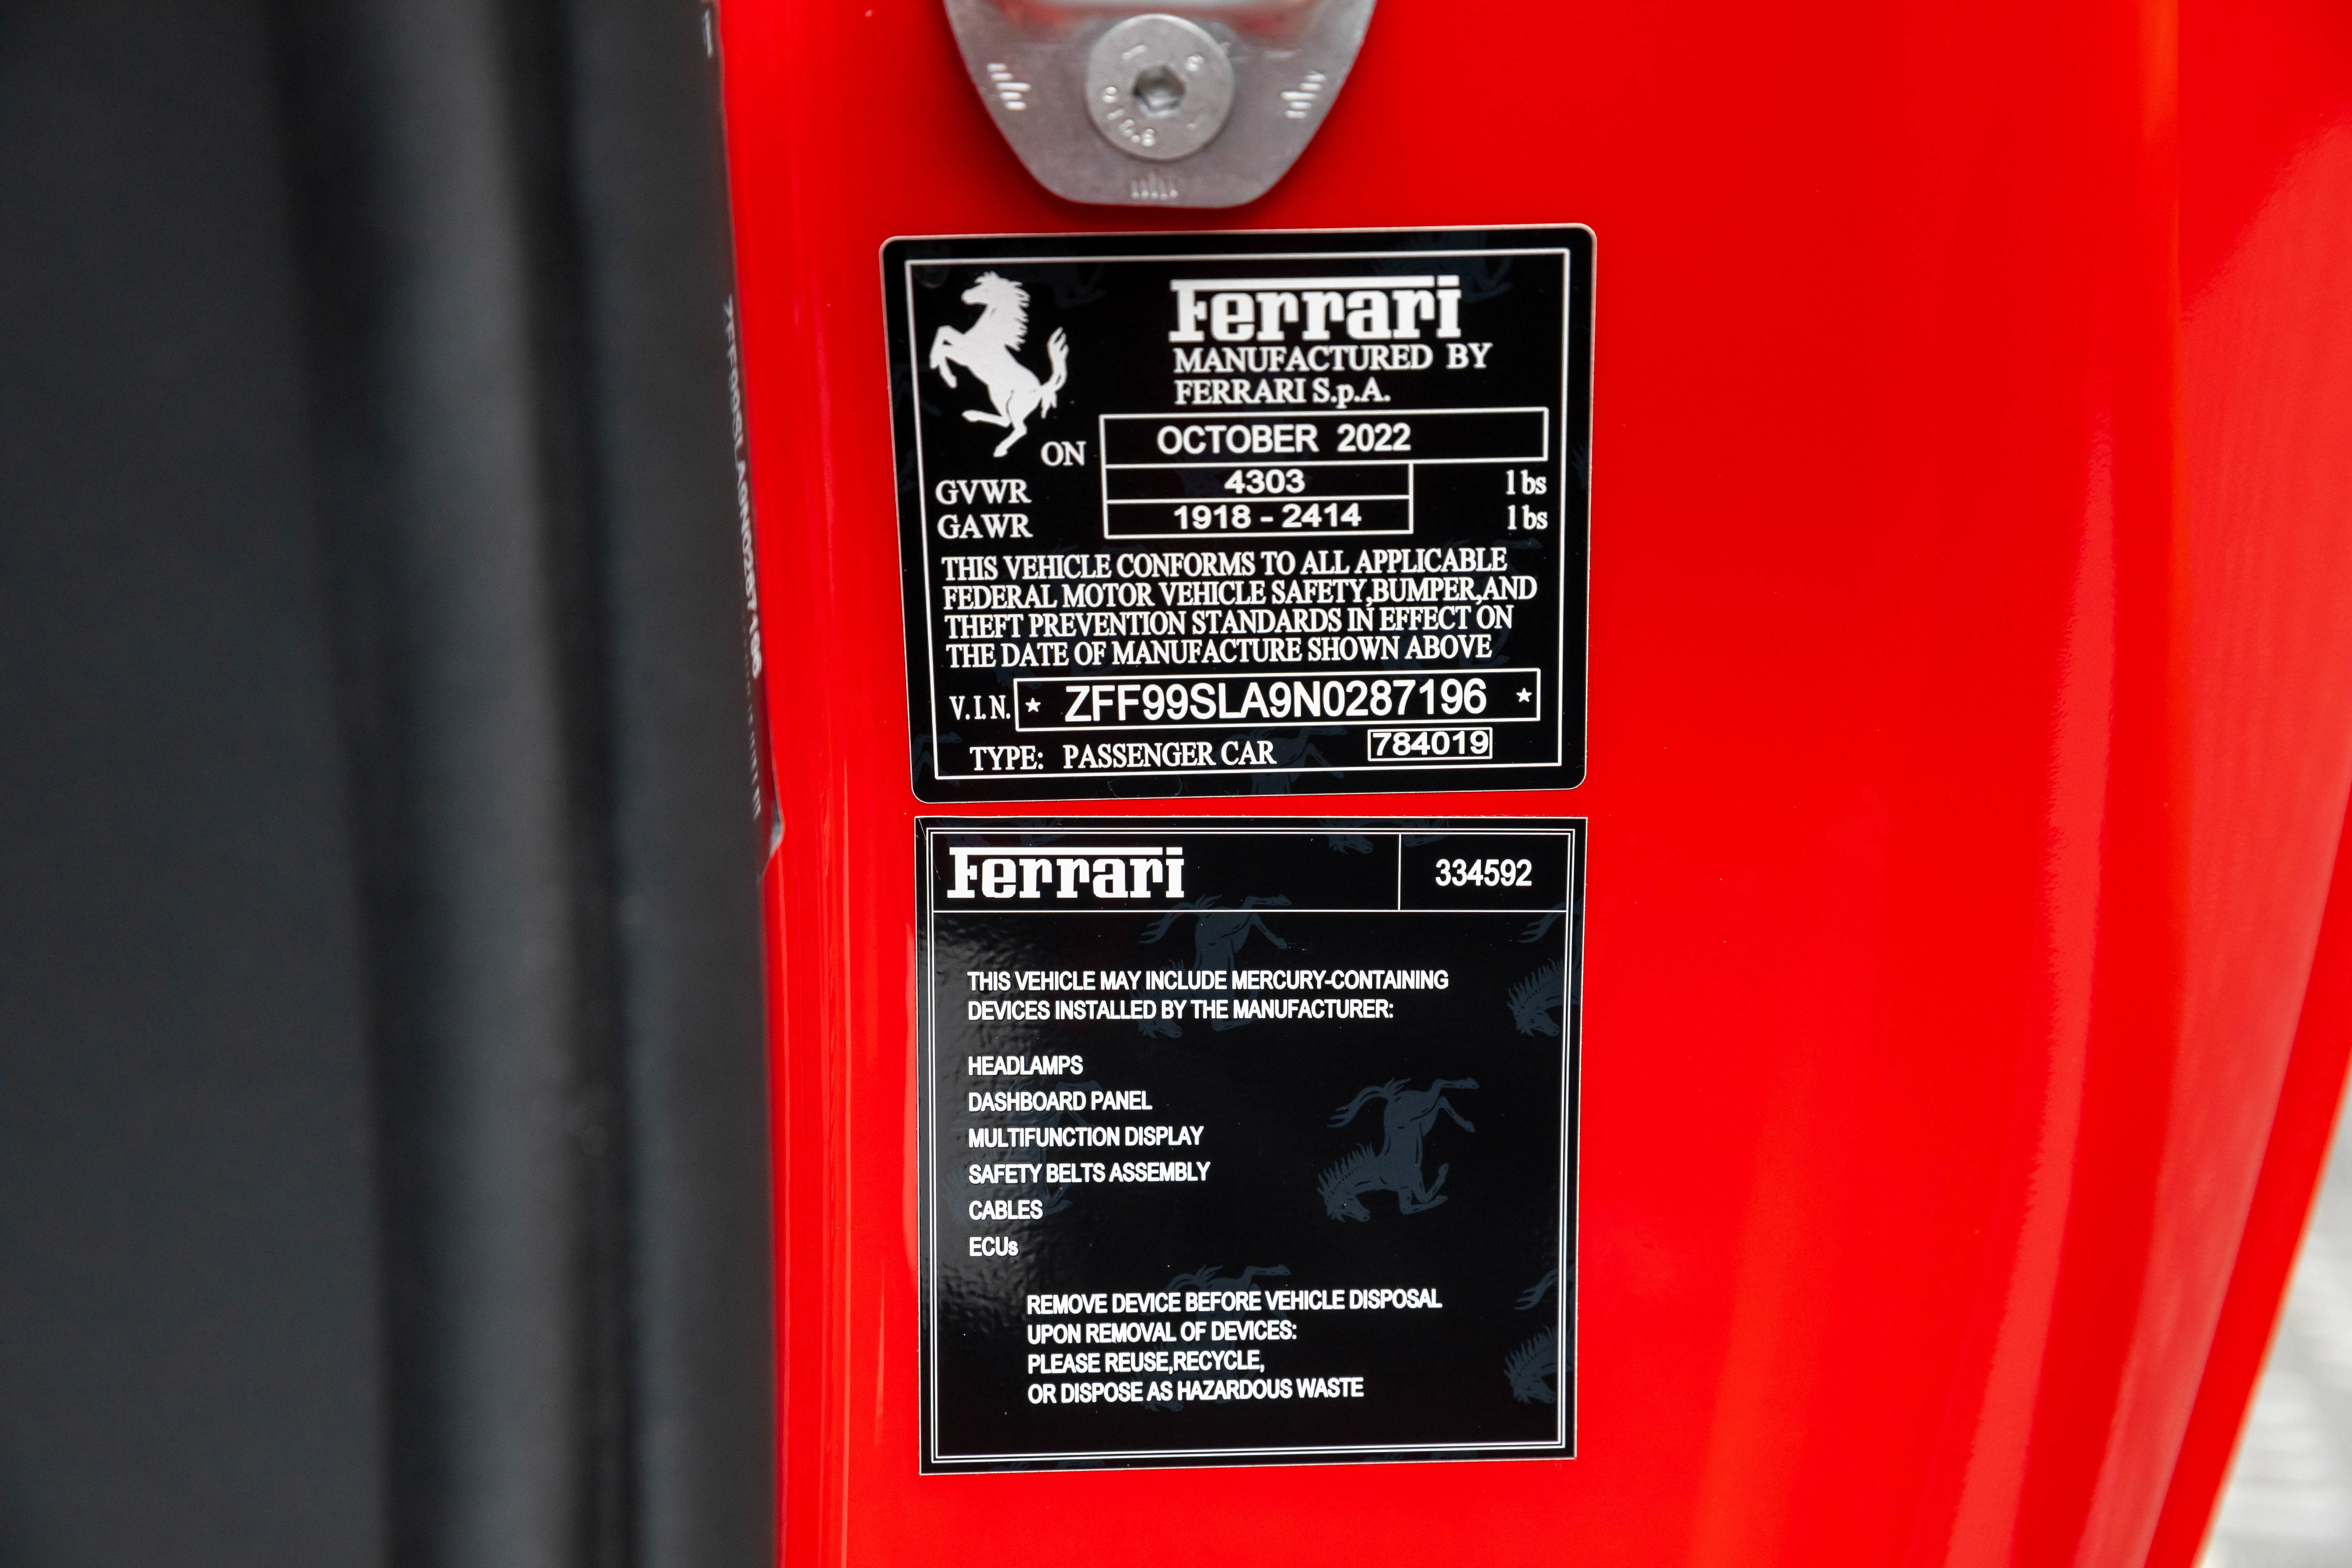 Ferrari
MANUFACTURED BY
FERRARI S.p.A.
ON OCTOBER 2022
GVWR 4303 lbs
GAWR 1918 - 2414 lbs
THIS VEHICLE CONFORMS TO ALL APPLICABLE
FEDERAL MOTOR VEHICLE SAFETY,BUMPER,AND
THEFT PREVENTION STANDARDS IN EFFECT ON
THE DATE OF MANUFACTURE SHOWN ABOVE
V.I.N. * ZFF99SLA9N0287196 *
TYPE: PASSENGER CAR 784019
Ferrari 334592
THIS VEHICLE MAY INCLUDE MERCURY-CONTAINING
DEVICES INSTALLED BY THE MANUFACTURER:
HEADLAMPS
DASHBOARD PANEL
MULTIFUNCTION DISPLAY
SAFETY BELTS ASSEMBLY
CABLES
ECUs
REMOVE DEVICE BEFORE VEHICLE DISPOSAL
UPON REMOVAL OF DEVICES:
PLEASE REUSE,RECYCLE,
OR DISPOSE AS HAZARDOUS WASTE